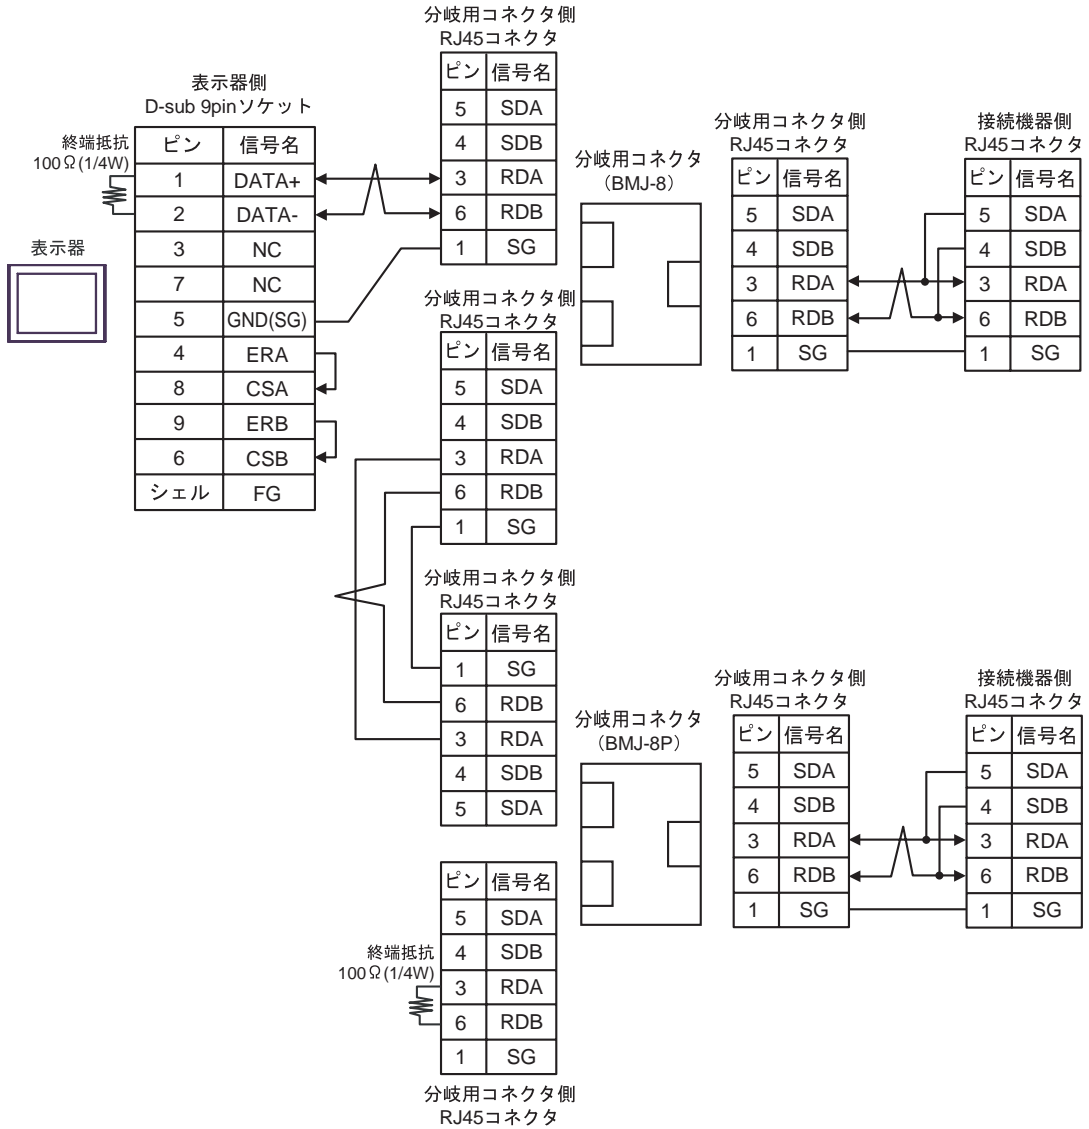 表示器
表示器側
D-sub 9pinソケット
終端抵抗
100Ω(1/4W)
ピン 信号名
1 DATA+
2 DATA-
3 NC
7 NC
5 GND(SG)
4 ERA
8 CSA
9 ERB
6 CSB
シェル FG
分岐用コネクタ側
RJ45コネクタ
ピン 信号名
5 SDA
4 SDB
3 RDA
6 RDB
1 SG
分岐用コネクタ側
RJ45コネクタ
ピン 信号名
5 SDA
4 SDB
3 RDA
6 RDB
1 SG
分岐用コネクタ
（BMJ-8）
分岐用コネクタ側
RJ45コネクタ
ピン 信号名
5 SDA
4 SDB
3 RDA
6 RDB
1 SG
接続機器側
RJ45コネクタ
ピン 信号名
5 SDA
4 SDB
3 RDA
6 RDB
1 SG
分岐用コネクタ側
RJ45コネクタ
ピン 信号名
1 SG
6 RDB
3 RDA
4 SDB
5 SDA
分岐用コネクタ
（BMJ-8P）
分岐用コネクタ側
RJ45コネクタ
ピン 信号名
5 SDA
4 SDB
3 RDA
6 RDB
1 SG
接続機器側
RJ45コネクタ
ピン 信号名
5 SDA
4 SDB
3 RDA
6 RDB
1 SG
終端抵抗
100Ω(1/4W)
ピン 信号名
5 SDA
4 SDB
3 RDA
6 RDB
1 SG
分岐用コネクタ側
RJ45コネクタ